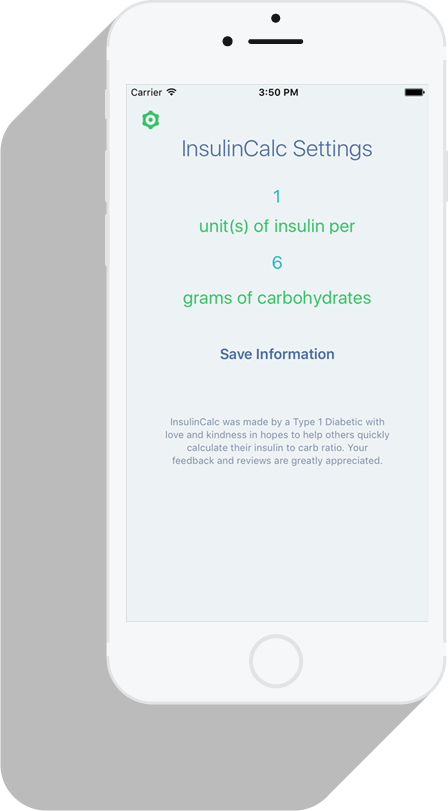 Carrier 3:50 PM
InsulinCalc Settings
1
unit(s) of insulin per
6
grams of carbohydrates
Save Information
InsulinCalc was made by a Type 1 Diabetic with
love and kindness in hopes to help others quickly
calculate their insulin to carb ratio. Your
feedback and reviews are greatly appreciated.